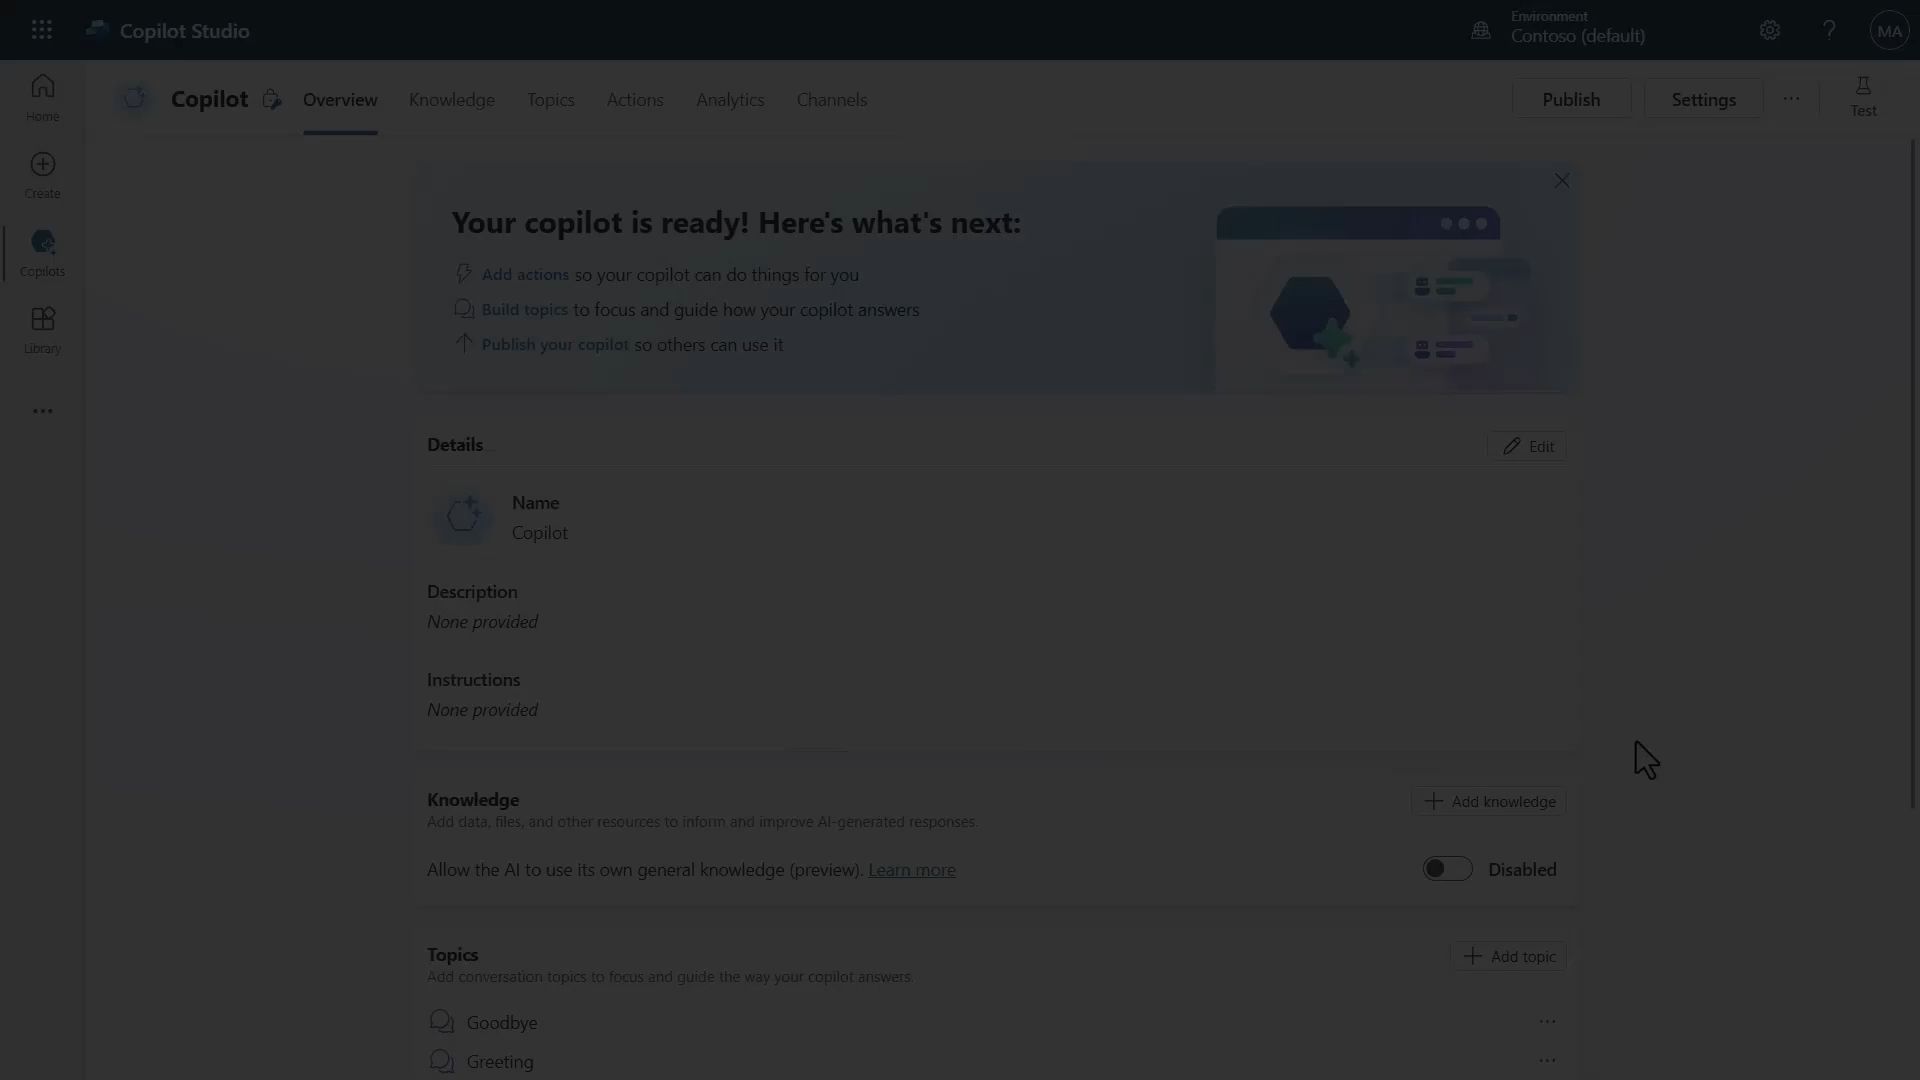 Copilot Studio
Environment
Contoso (default)
MA
Home
Create
Copilots
Library
Copilot
Overview
Knowledge
Topics
Actions
Analytics
Channels
Publish
Settings
Test
Your copilot is ready! Here's what's next:
Add actions so your copilot can do things for you
Build topics to focus and guide how your copilot answers
Publish your copilot so others can use it
Details
Edit
Name
Copilot
Description
None provided
Instructions
None provided
Knowledge
Add knowledge
Add data, files, and other resources to inform and improve AI-generated responses.
Allow the AI to use its own general knowledge (preview). Learn more
Disabled
Topics
Add topic
Add conversation topics to focus and guide the way your copilot answers.
Goodbye
Greeting